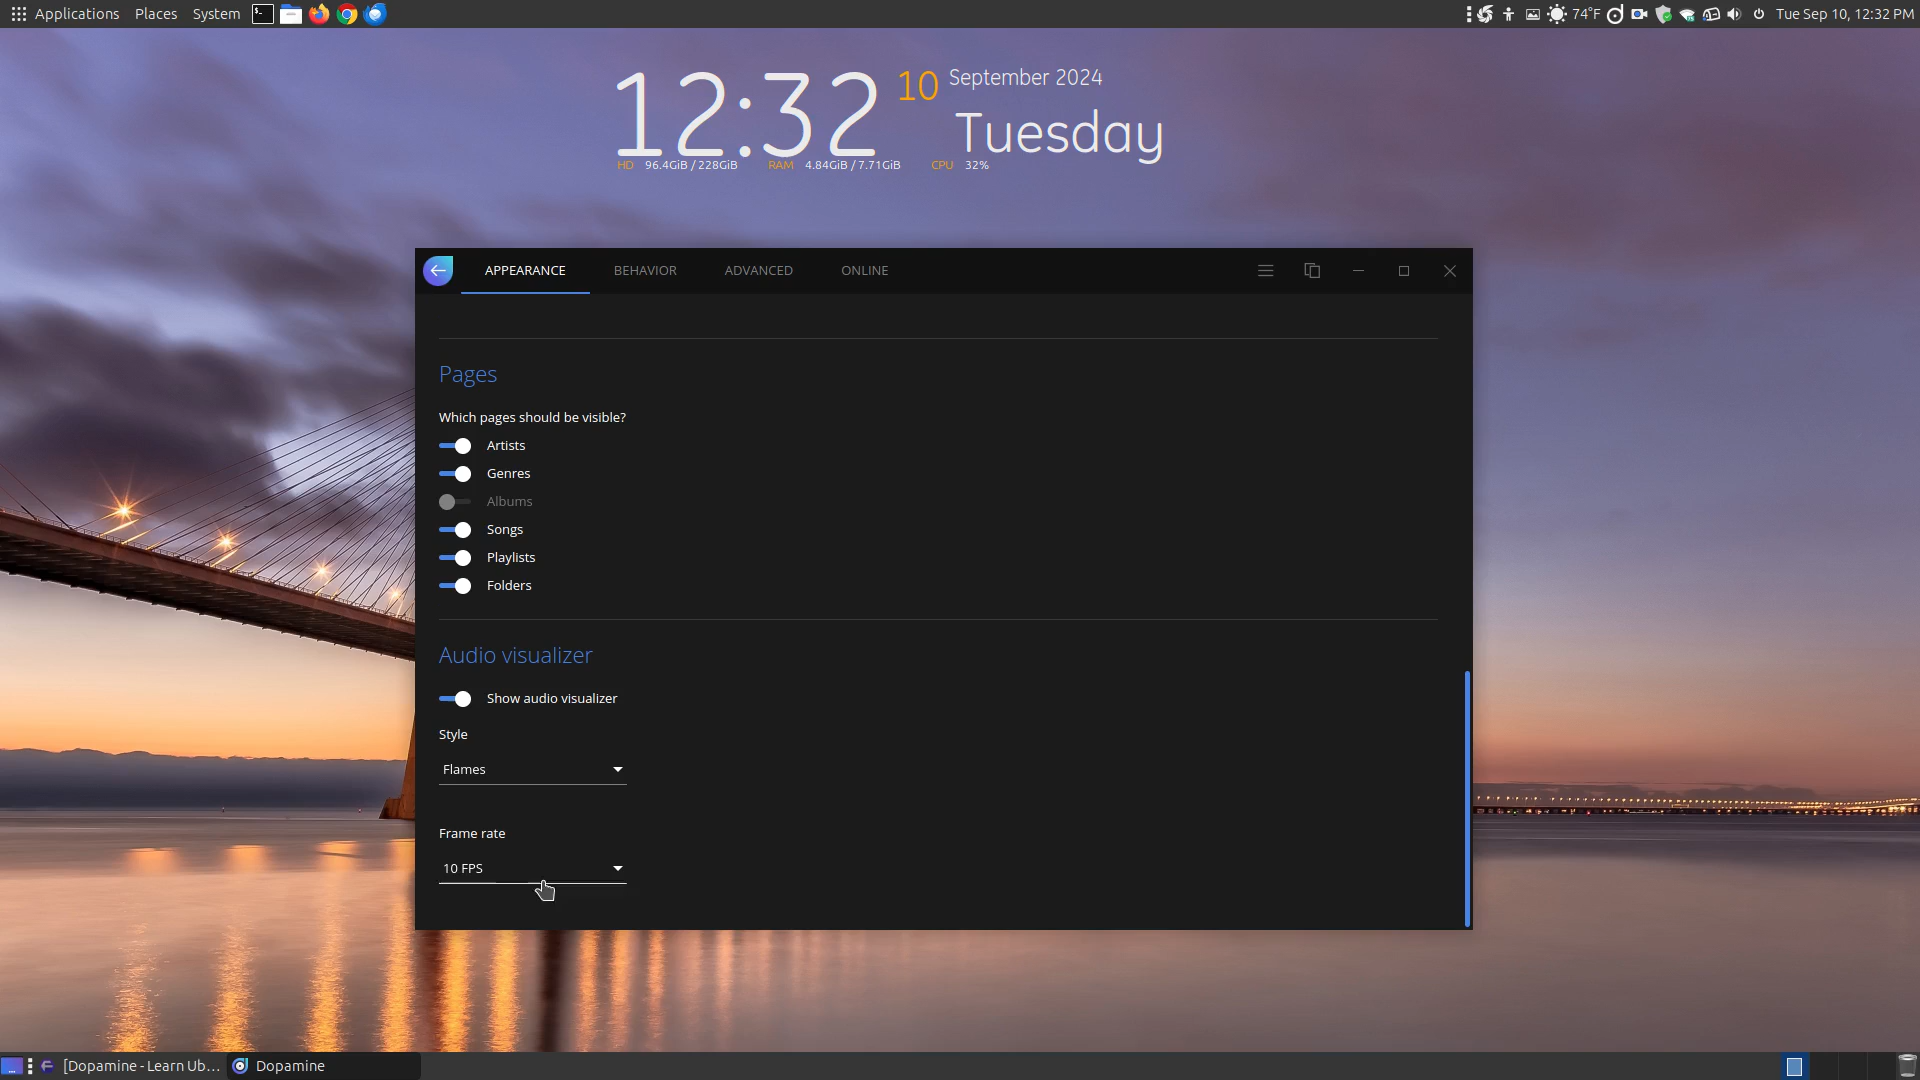 Applications Places System 74°F Tue Sep 10, 12:32 PM
12:32 10 September 2024
Tuesday
HD 96.4GiB / 228GiB RAM 4.84GiB / 7.71GiB CPU 32%
APPEARANCE BEHAVIOR ADVANCED ONLINE
Pages
Which pages should be visible?
Artists
Genres
Albums
Songs
Playlists
Folders
Audio visualizer
Show audio visualizer
Style
Flames
Frame rate
10 FPS
[Dopamine - Learn Ub... Dopamine